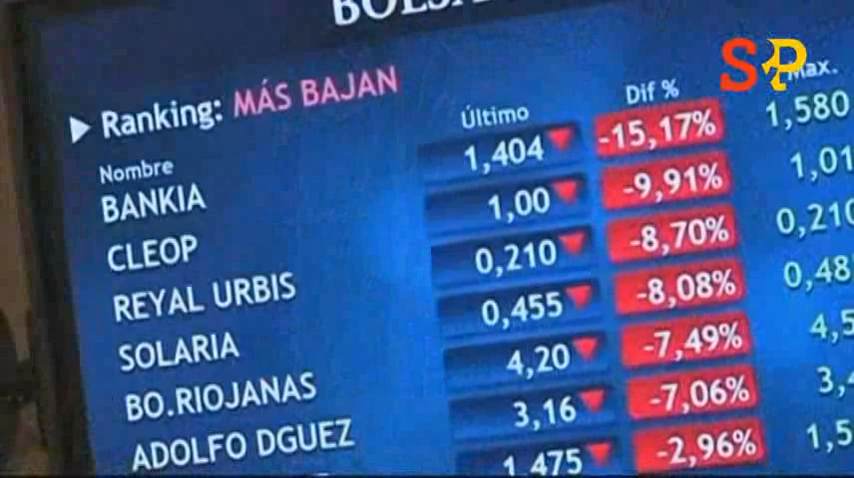 BOLSA
SP
▶ Ranking: MÁS BAJAN
Nombre Último Dif % Max.
BANKIA 1,404 -15,17% 1,580
CLEOP 1,00 -9,91% 1,01
REYAL URBIS 0,210 -8,70% 0,210
SOLARIA 0,455 -8,08% 0,48
BO.RIOJANAS 4,20 -7,49% 4,5
ADOLFO DGUEZ 3,16 -7,06% 3,4
1,475 -2,96% 1,5